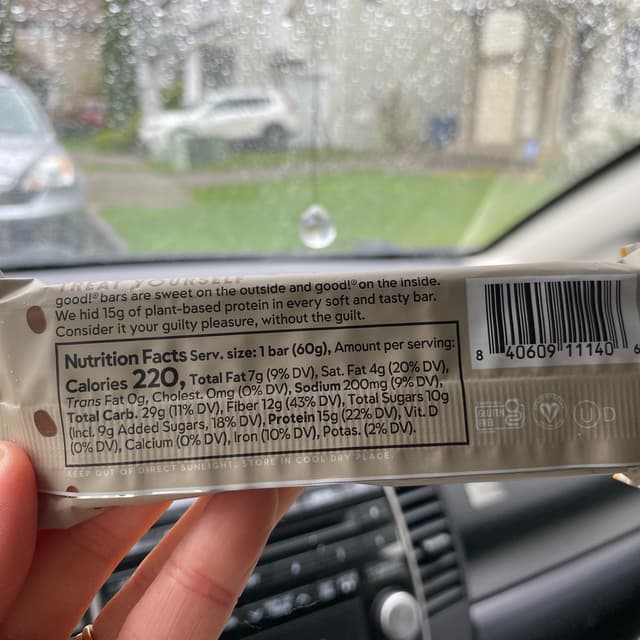 TREAT YOURSELF
good!® bars are sweet on the outside and good!® on the inside.
We hid 15g of plant-based protein in every soft and tasty bar.
Consider it your guilty pleasure, without the guilt.
Nutrition Facts Serv. size: 1 bar (60g), Amount per serving:
Calories 220, Total Fat 7g (9% DV), Sat. Fat 4g (20% DV),
Trans Fat 0g, Cholest. 0mg (0% DV), Sodium 200mg (9% DV),
Total Carb. 29g (11% DV), Fiber 12g (43% DV), Total Sugars 10g
(Incl. 9g Added Sugars, 18% DV), Protein 15g (22% DV), Vit. D
(0% DV), Calcium (0% DV), Iron (10% DV), Potas. (2% DV).
KEEP OUT OF DIRECT SUNLIGHT. STORE IN COOL DRY PLACE.
8 40609 11140 6
U D